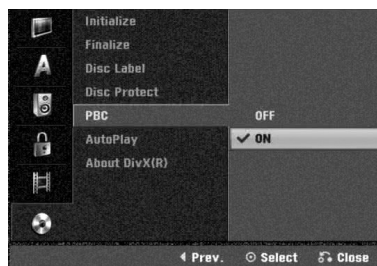 Initialize
Finalize
A
Disc Label
Disc Protect
PBC
OFF
AutoPlay
ON
About DivX(R)
Prev.
Select
Close